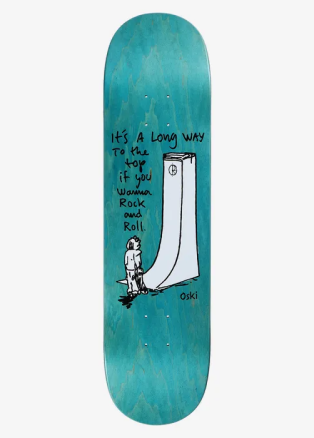 It's A Long WAY
To the
top
if you
Wanna
Rock
and
Roll.
Oski